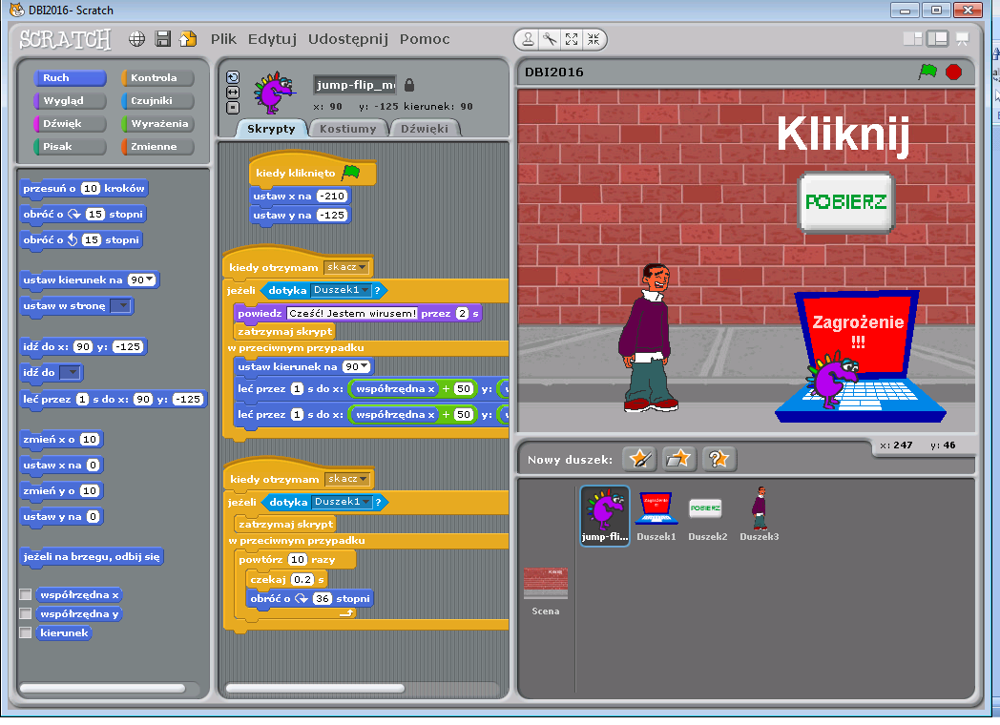 DBI2016- Scratch
SCRATCH Plik Edytuj Udostępnij Pomoc
Ruch Kontrola
Wygląd Czujniki
Dźwięk Wyrażenia
Pisak Zmienne
przesuń o 10 kroków
obróć o 15 stopni
obróć o 15 stopni
ustaw kierunek na 90
ustaw w stronę
idź do x: 90 y: -125
idź do
leć przez 1 s do x: 90 y: -125
zmień x o 10
ustaw x na 0
zmień y o 10
ustaw y na 0
jeżeli na brzegu, odbij się
współrzędna x
współrzędna y
kierunek
jump-flip_m
x: 90 y: -125 kierunek: 90
Skrypty Kostiumy Dźwięki
kiedy kliknięto
ustaw x na -210
ustaw y na -125
kiedy otrzymam skacz
jeżeli dotyka Duszek1 ?
powiedz Cześć! Jestem wirusem! przez 2 s
zatrzymaj skrypt
w przeciwnym przypadku
ustaw kierunek na 90
leć przez 1 s do x: współrzędna x + 50 y:
leć przez 1 s do x: współrzędna x + 50 y:
kiedy otrzymam skacz
jeżeli dotyka Duszek1 ?
zatrzymaj skrypt
w przeciwnym przypadku
powtórz 10 razy
czekaj 0.2 s
obróć o 36 stopni
DBI2016
Kliknij
POBIERZ
Zagrożenie
!!!
x: 247 y: 46
Nowy duszek:
Zagrożenie
!!!
POBIERZ
jump-fli... Duszek1 Duszek2 Duszek3
Kliknij
Scena